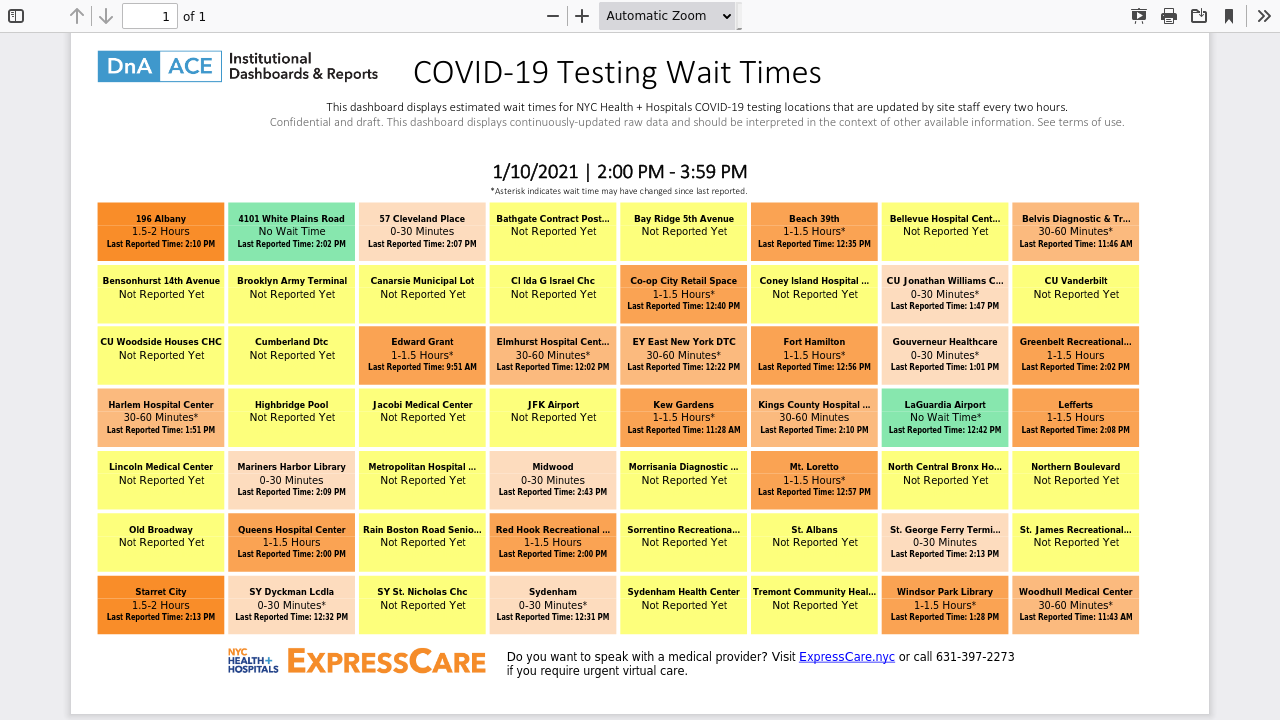 1 of 1 Automatic Zoom
DnA ACE Institutional
Dashboards & Reports
COVID-19 Testing Wait Times
This dashboard displays estimated wait times for NYC Health + Hospitals COVID-19 testing locations that are updated by site staff every two hours.
Confidential and draft. This dashboard displays continuously-updated raw data and should be interpreted in the context of other available information. See terms of use.
1/10/2021 | 2:00 PM - 3:59 PM
*Asterisk indicates wait time may have changed since last reported.
196 Albany
1.5-2 Hours
Last Reported Time: 2:10 PM
4101 White Plains Road
No Wait Time
Last Reported Time: 2:02 PM
57 Cleveland Place
0-30 Minutes
Last Reported Time: 2:07 PM
Bathgate Contract Post...
Not Reported Yet
Bay Ridge 5th Avenue
Not Reported Yet
Beach 39th
1-1.5 Hours*
Last Reported Time: 12:35 PM
Bellevue Hospital Cent...
Not Reported Yet
Belvis Diagnostic & Tr...
30-60 Minutes*
Last Reported Time: 11:46 AM
Bensonhurst 14th Avenue
Not Reported Yet
Brooklyn Army Terminal
Not Reported Yet
Canarsie Municipal Lot
Not Reported Yet
Cl Ida G Israel Chc
Not Reported Yet
Co-op City Retail Space
1-1.5 Hours*
Last Reported Time: 12:40 PM
Coney Island Hospital ...
Not Reported Yet
CU Jonathan Williams C...
0-30 Minutes*
Last Reported Time: 1:47 PM
CU Vanderbilt
Not Reported Yet
CU Woodside Houses CHC
Not Reported Yet
Cumberland Dtc
Not Reported Yet
Edward Grant
1-1.5 Hours*
Last Reported Time: 9:51 AM
Elmhurst Hospital Cent...
30-60 Minutes*
Last Reported Time: 12:02 PM
EY East New York DTC
30-60 Minutes*
Last Reported Time: 12:22 PM
Fort Hamilton
1-1.5 Hours*
Last Reported Time: 12:56 PM
Gouverneur Healthcare
0-30 Minutes*
Last Reported Time: 1:01 PM
Greenbelt Recreational...
1-1.5 Hours
Last Reported Time: 2:02 PM
Harlem Hospital Center
30-60 Minutes*
Last Reported Time: 1:51 PM
Highbridge Pool
Not Reported Yet
Jacobi Medical Center
Not Reported Yet
JFK Airport
Not Reported Yet
Kew Gardens
1-1.5 Hours*
Last Reported Time: 11:28 AM
Kings County Hospital ...
30-60 Minutes
Last Reported Time: 2:10 PM
LaGuardia Airport
No Wait Time*
Last Reported Time: 12:42 PM
Lefferts
1-1.5 Hours
Last Reported Time: 2:08 PM
Lincoln Medical Center
Not Reported Yet
Mariners Harbor Library
0-30 Minutes
Last Reported Time: 2:09 PM
Metropolitan Hospital ...
Not Reported Yet
Midwood
0-30 Minutes
Last Reported Time: 2:43 PM
Morrisania Diagnostic ...
Not Reported Yet
Mt. Loretto
1-1.5 Hours*
Last Reported Time: 12:57 PM
North Central Bronx Ho...
Not Reported Yet
Northern Boulevard
Not Reported Yet
Old Broadway
Not Reported Yet
Queens Hospital Center
1-1.5 Hours
Last Reported Time: 2:00 PM
Rain Boston Road Senio...
Not Reported Yet
Red Hook Recreational ...
1-1.5 Hours
Last Reported Time: 2:00 PM
Sorrentino Recreationa...
Not Reported Yet
St. Albans
Not Reported Yet
St. George Ferry Termi...
0-30 Minutes
Last Reported Time: 2:13 PM
St. James Recreational...
Not Reported Yet
Starret City
1.5-2 Hours
Last Reported Time: 2:13 PM
SY Dyckman Lcdla
0-30 Minutes*
Last Reported Time: 12:32 PM
SY St. Nicholas Chc
Not Reported Yet
Sydenham
0-30 Minutes*
Last Reported Time: 12:31 PM
Sydenham Health Center
Not Reported Yet
Tremont Community Heal...
Not Reported Yet
Windsor Park Library
1-1.5 Hours*
Last Reported Time: 1:28 PM
Woodhull Medical Center
30-60 Minutes*
Last Reported Time: 11:43 AM
NYC
HEALTH+
HOSPITALS
EXPRESSCARE
Do you want to speak with a medical provider? Visit ExpressCare.nyc or call 631-397-2273
if you require urgent virtual care.